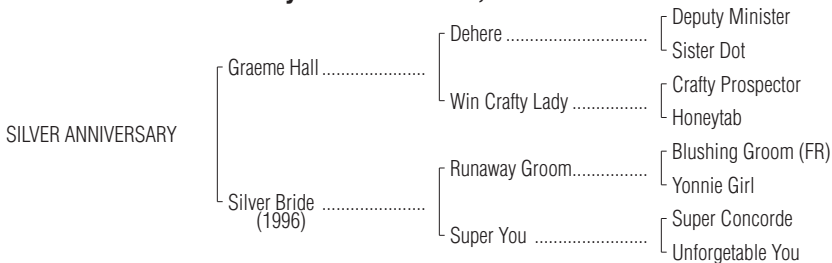 Deputy Minister
Dehere ................................
Sister Dot
Graeme Hall .....................
Crafty Prospector
Win Crafty Lady .................
Honeytab
SILVER ANNIVERSARY
Blushing Groom (FR)
Runaway Groom.................
Yonnie Girl
Silver Bride .....................
(1996)
Super Concorde
Super You .........................
Unforgetable You